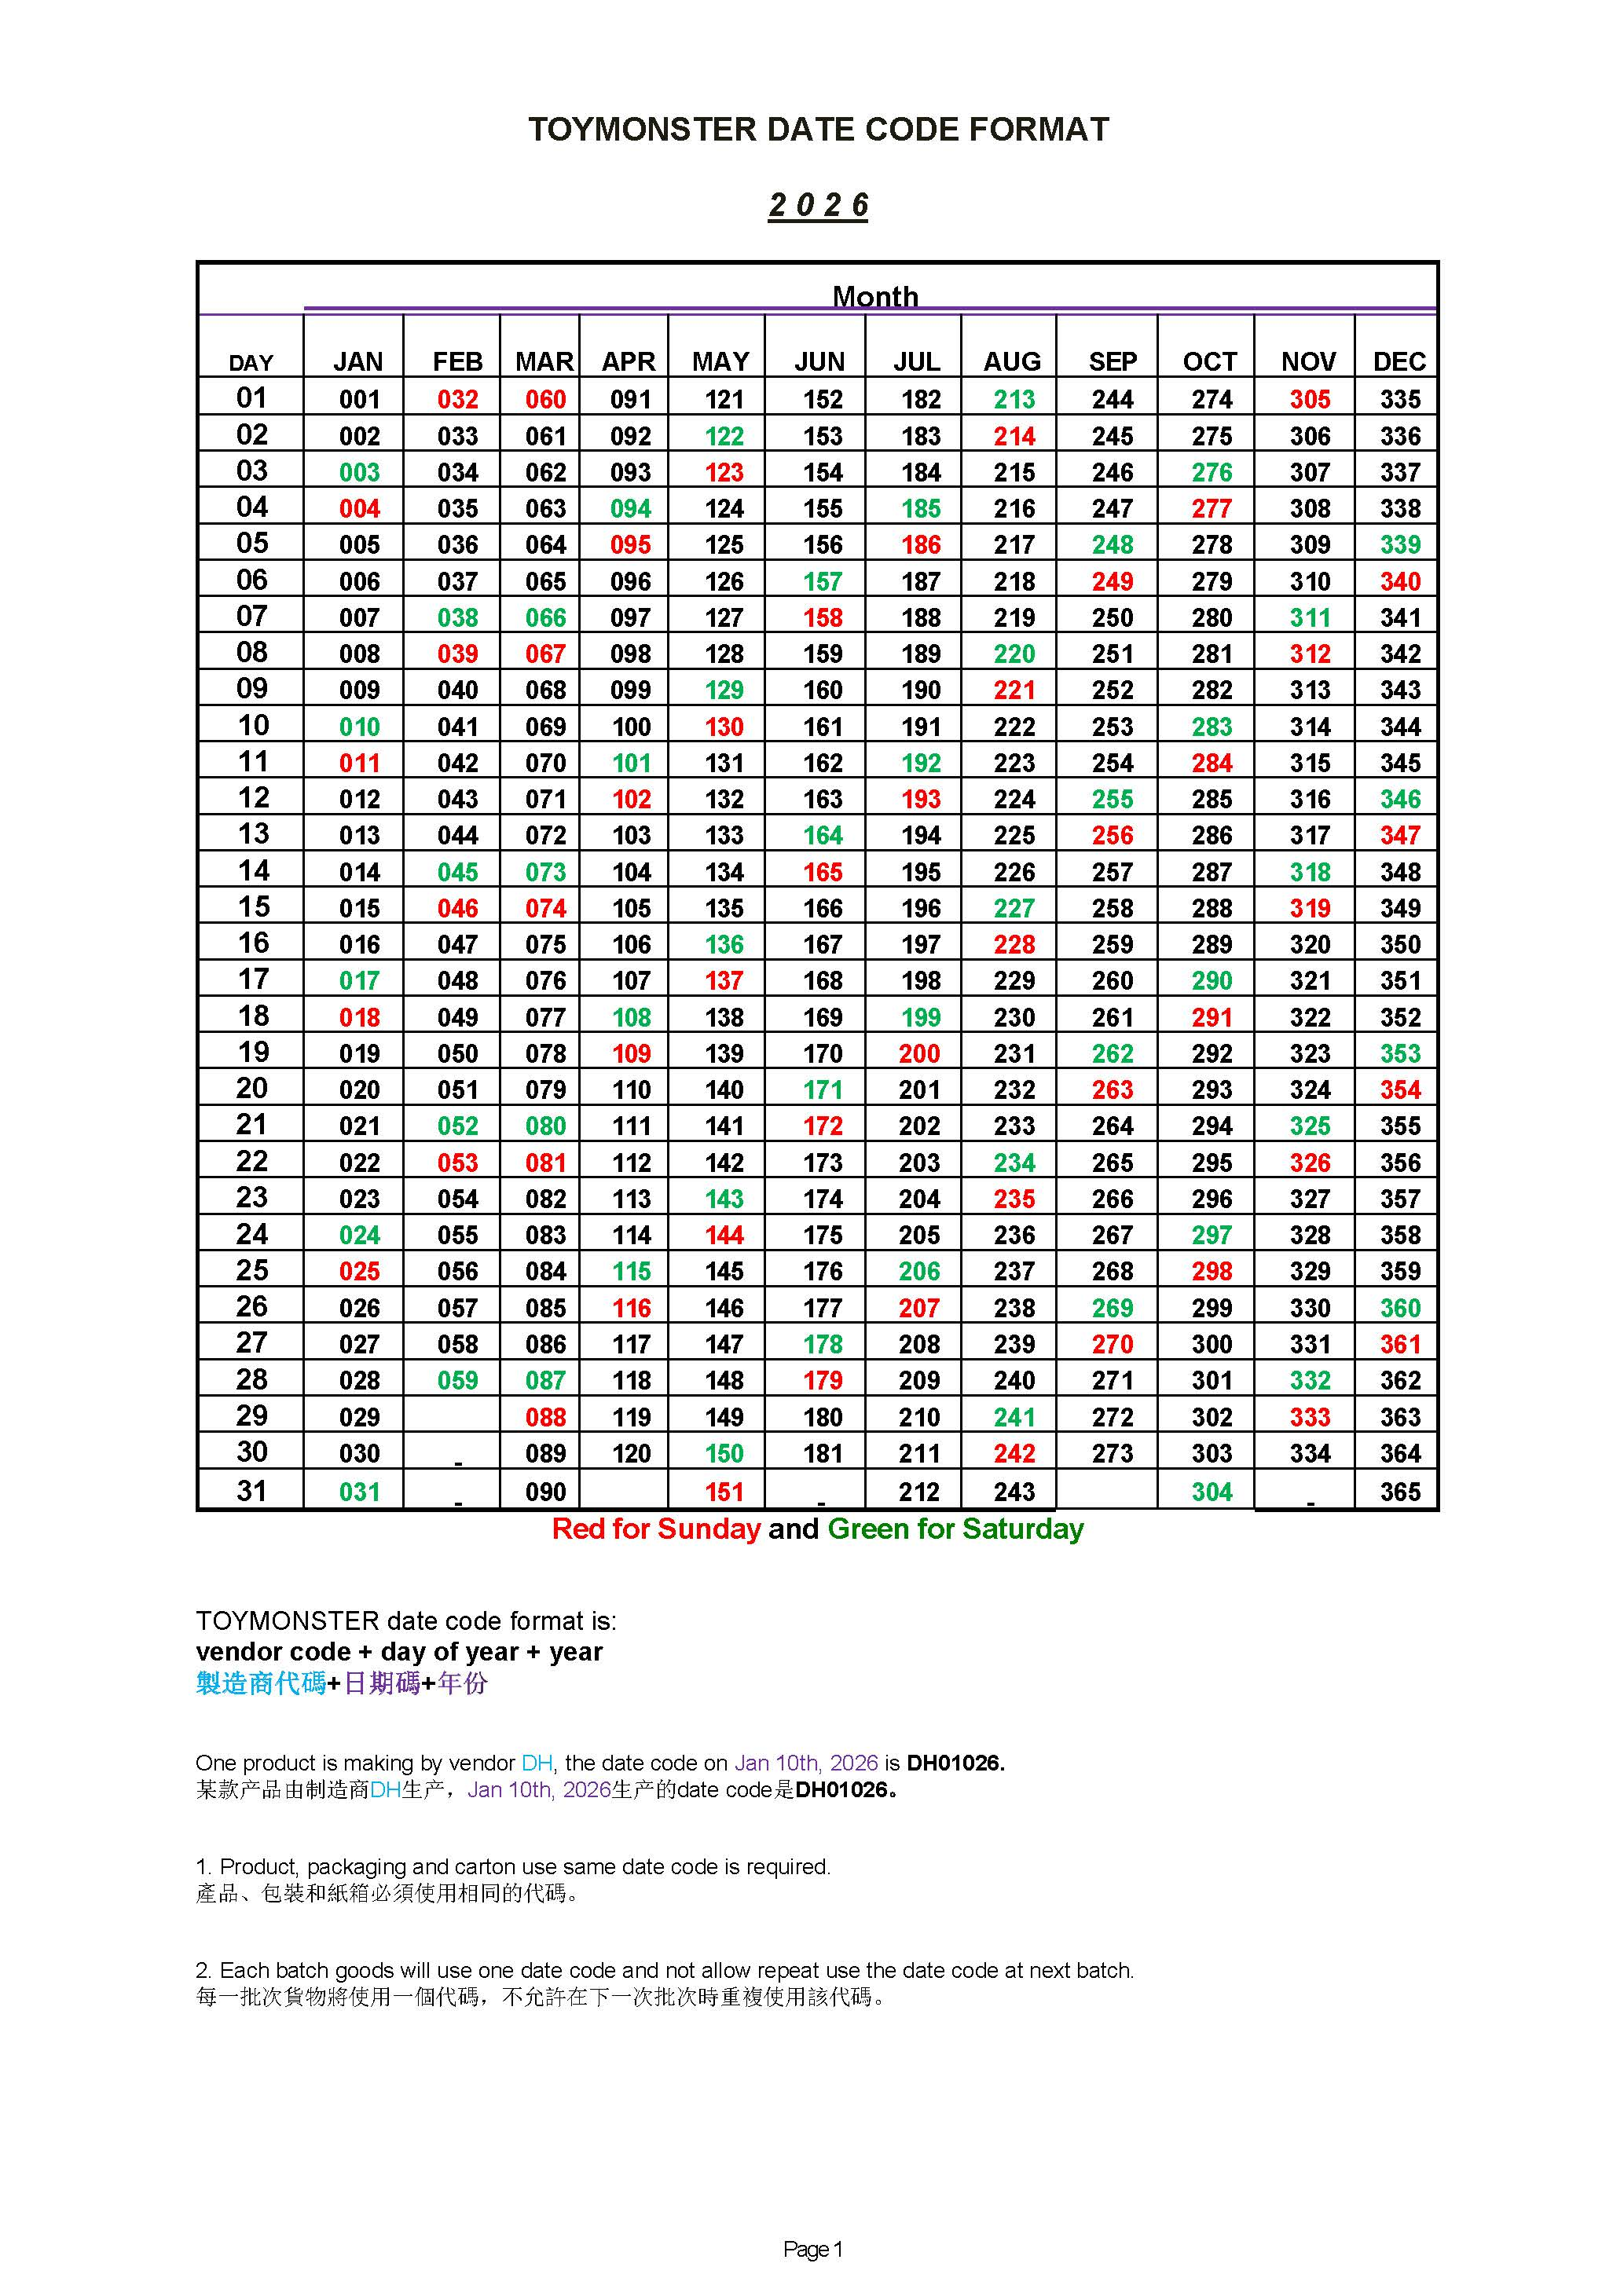 TOYMONSTER DATE CODE FORMAT
2 0 2 6
Month
DAY JAN FEB MAR APR MAY JUN JUL AUG SEP OCT NOV DEC
01 001 032 060 091 121 152 182 213 244 274 305 335
02 002 033 061 092 122 153 183 214 245 275 306 336
03 003 034 062 093 123 154 184 215 246 276 307 337
04 004 035 063 094 124 155 185 216 247 277 308 338
05 005 036 064 095 125 156 186 217 248 278 309 339
06 006 037 065 096 126 157 187 218 249 279 310 340
07 007 038 066 097 127 158 188 219 250 280 311 341
08 008 039 067 098 128 159 189 220 251 281 312 342
09 009 040 068 099 129 160 190 221 252 282 313 343
10 010 041 069 100 130 161 191 222 253 283 314 344
11 011 042 070 101 131 162 192 223 254 284 315 345
12 012 043 071 102 132 163 193 224 255 285 316 346
13 013 044 072 103 133 164 194 225 256 286 317 347
14 014 045 073 104 134 165 195 226 257 287 318 348
15 015 046 074 105 135 166 196 227 258 288 319 349
16 016 047 075 106 136 167 197 228 259 289 320 350
17 017 048 076 107 137 168 198 229 260 290 321 351
18 018 049 077 108 138 169 199 230 261 291 322 352
19 019 050 078 109 139 170 200 231 262 292 323 353
20 020 051 079 110 140 171 201 232 263 293 324 354
21 021 052 080 111 141 172 202 233 264 294 325 355
22 022 053 081 112 142 173 203 234 265 295 326 356
23 023 054 082 113 143 174 204 235 266 296 327 357
24 024 055 083 114 144 175 205 236 267 297 328 358
25 025 056 084 115 145 176 206 237 268 298 329 359
26 026 057 085 116 146 177 207 238 269 299 330 360
27 027 058 086 117 147 178 208 239 270 300 331 361
28 028 059 087 118 148 179 209 240 271 301 332 362
29 029 088 119 149 180 210 241 272 302 333 363
30 030 - 089 120 150 181 211 242 273 303 334 364
31 031 - 090 151 - 212 243 304 - 365
Red for Sunday and Green for Saturday
TOYMONSTER date code format is:
vendor code + day of year + year
製造商代碼+日期碼+年份
One product is making by vendor DH, the date code on Jan 10th, 2026 is DH01026.
某款产品由制造商DH生产，Jan 10th, 2026生产的date code是DH01026。
1. Product, packaging and carton use same date code is required.
產品、包裝和紙箱必須使用相同的代碼。
2. Each batch goods will use one date code and not allow repeat use the date code at next batch.
每一批次貨物將使用一個代碼，不允許在下一次批次時重複使用該代碼。
Page 1